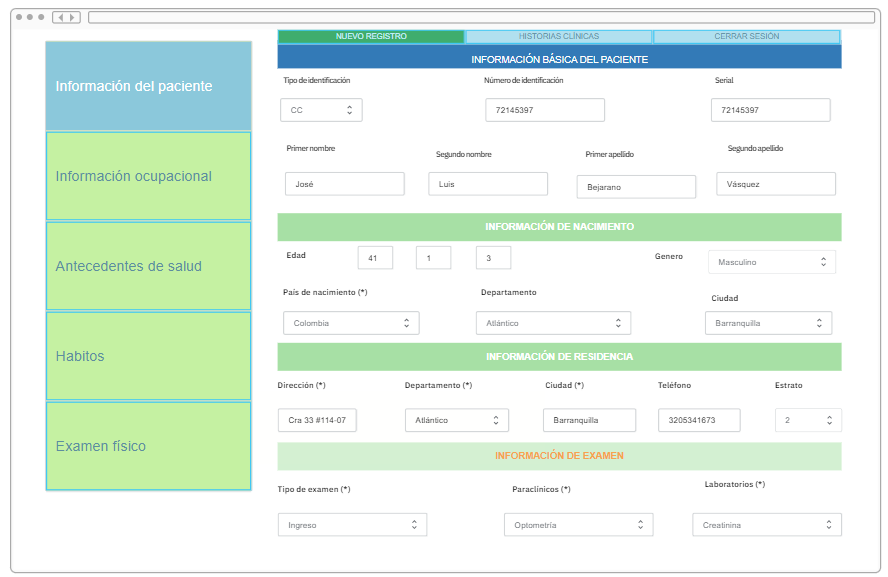 NUEVO REGISTRO HISTORIAS CLÍNICAS CERRAR SESIÓN
INFORMACIÓN BÁSICA DEL PACIENTE
Información del paciente
Información ocupacional
Antecedentes de salud
Habitos
Examen físico
Tipo de identificación Número de identificación Serial
CC 72145397 72145397
Primer nombre Segundo nombre Primer apellido Segundo apellido
José Luis Bejarano Vásquez
INFORMACIÓN DE NACIMIENTO
Edad 41 1 3 Genero Masculino
País de nacimiento (*) Departamento Ciudad
Colombia Atlántico Barranquilla
INFORMACIÓN DE RESIDENCIA
Dirección (*) Departamento (*) Ciudad (*) Teléfono Estrato
Cra 33 #114-07 Atlántico Barranquilla 3205341673 2
INFORMACIÓN DE EXAMEN
Tipo de examen (*) Paraclínicos (*) Laboratorios (*)
Ingreso Optometría Creatinina